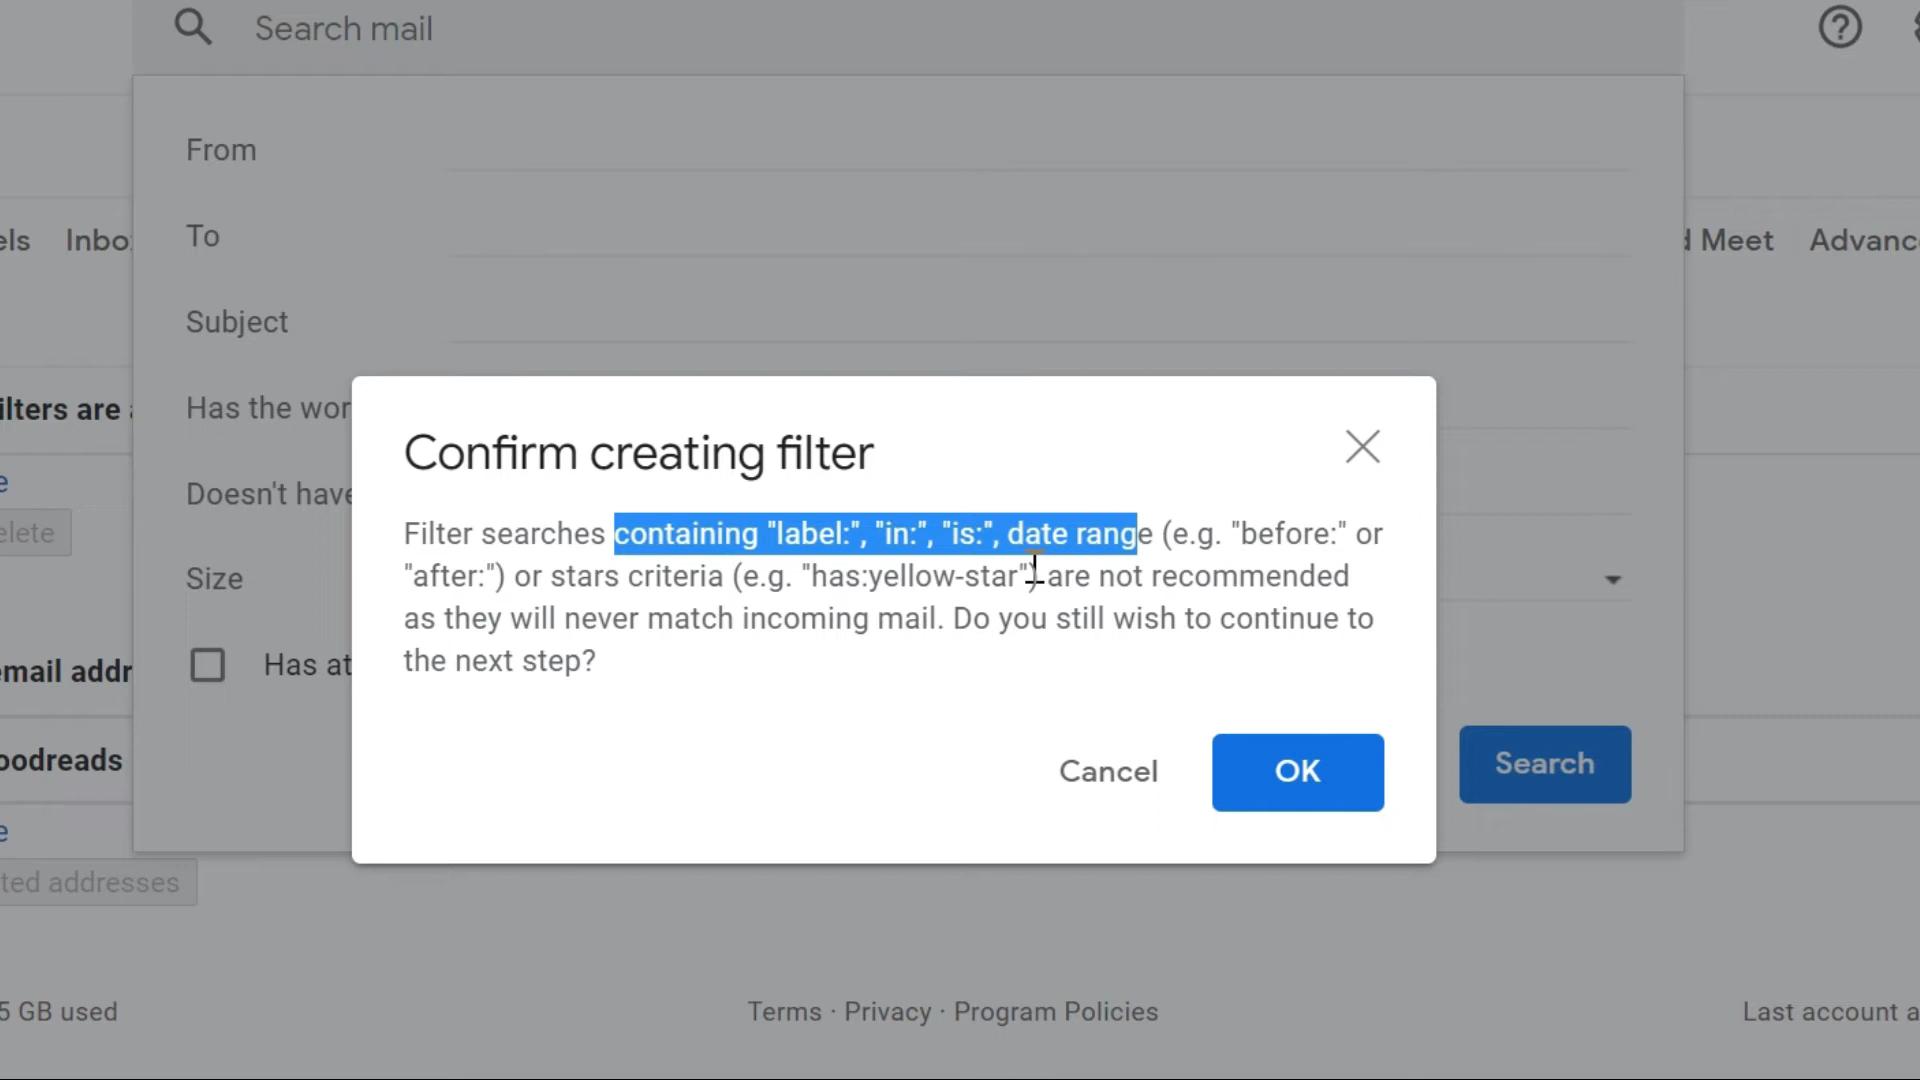 Search mail
From
To
els Inbo d Meet Advanc
Subject
ilters are
Has the wor
Confirm creating filter
e
Doesn't have
Filter searches containing "label:", "in:", "is:", date range (e.g. "before:" or
elete
"after:") or stars criteria (e.g. "has:yellow-star") are not recommended
Size
as they will never match incoming mail. Do you still wish to continue to
the next step?
email addr
Has at
oodreads
Cancel OK Search
e
ted addresses
5 GB used Terms · Privacy · Program Policies Last account a